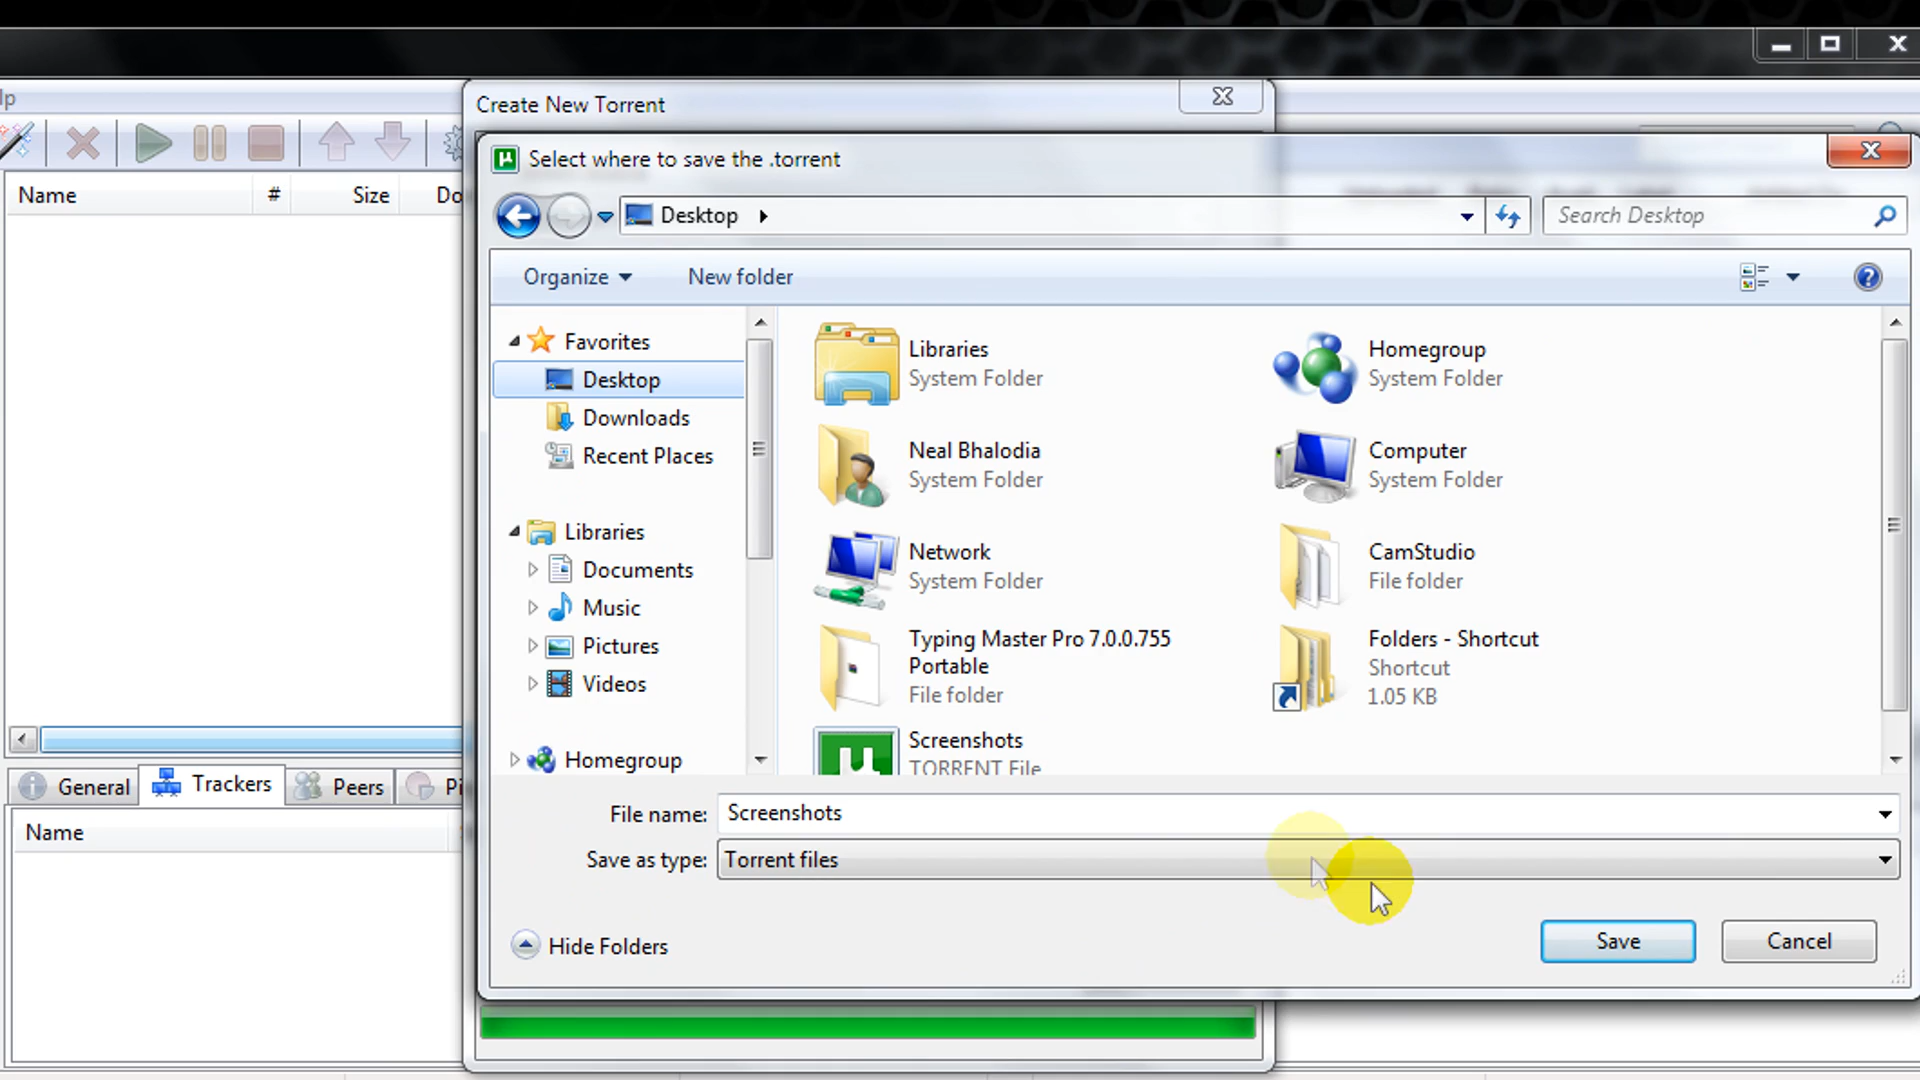 lp
Create New Torrent
Select where to save the .torrent
Name
#
Size
Do
Desktop
Search Desktop
Organize
New folder
Favorites
Desktop
Downloads
Recent Places
Libraries
Documents
Music
Pictures
Videos
Homegroup
Libraries
System Folder
Homegroup
System Folder
Neal Bhalodia
System Folder
Computer
System Folder
Network
System Folder
CamStudio
File folder
Typing Master Pro 7.0.0.755
Portable
File folder
Folders - Shortcut
Shortcut
1.05 KB
Screenshots
TORRENT File
General
Trackers
Peers
Pi
Name
File name: Screenshots
Save as type: Torrent files
Hide Folders
Save
Cancel